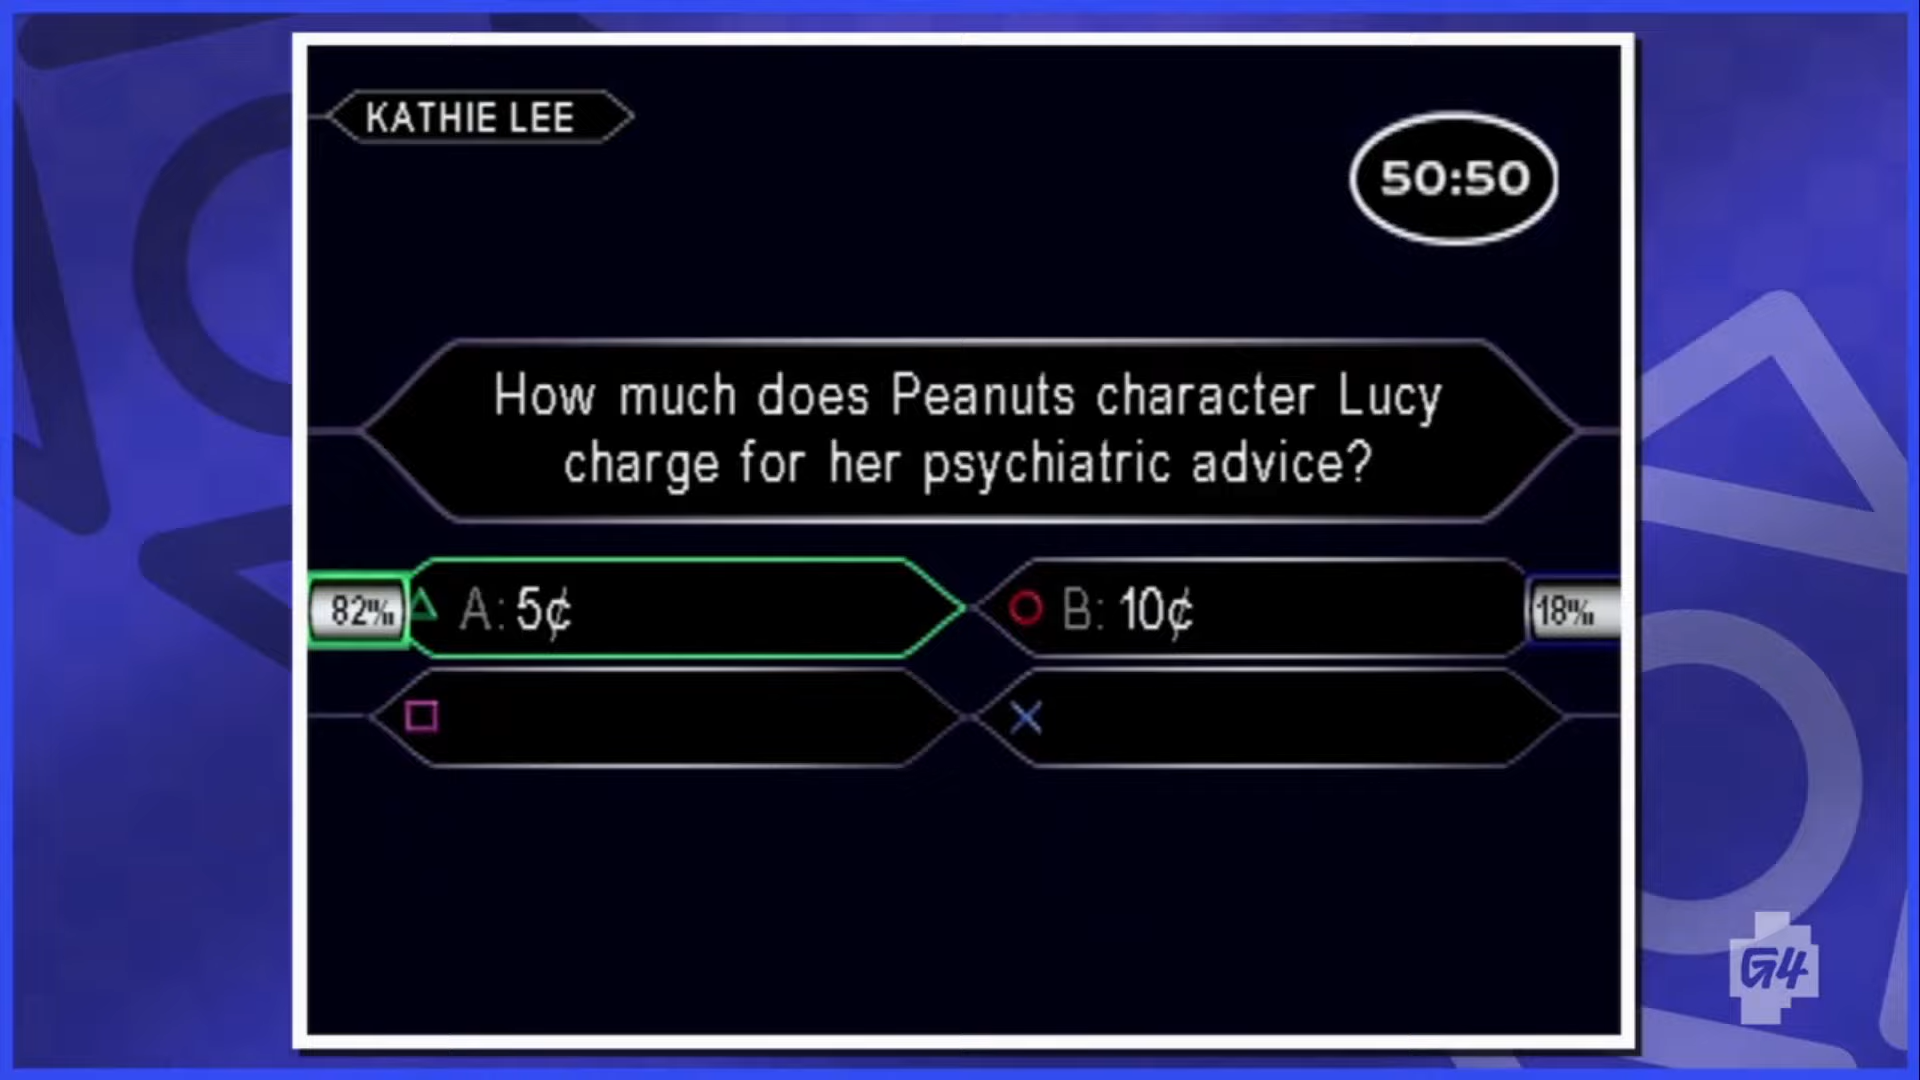 KATHIE LEE
50:50
How much does Peanuts character Lucy
charge for her psychiatric advice?
82% A: 5¢ B: 10¢ 18%
G4